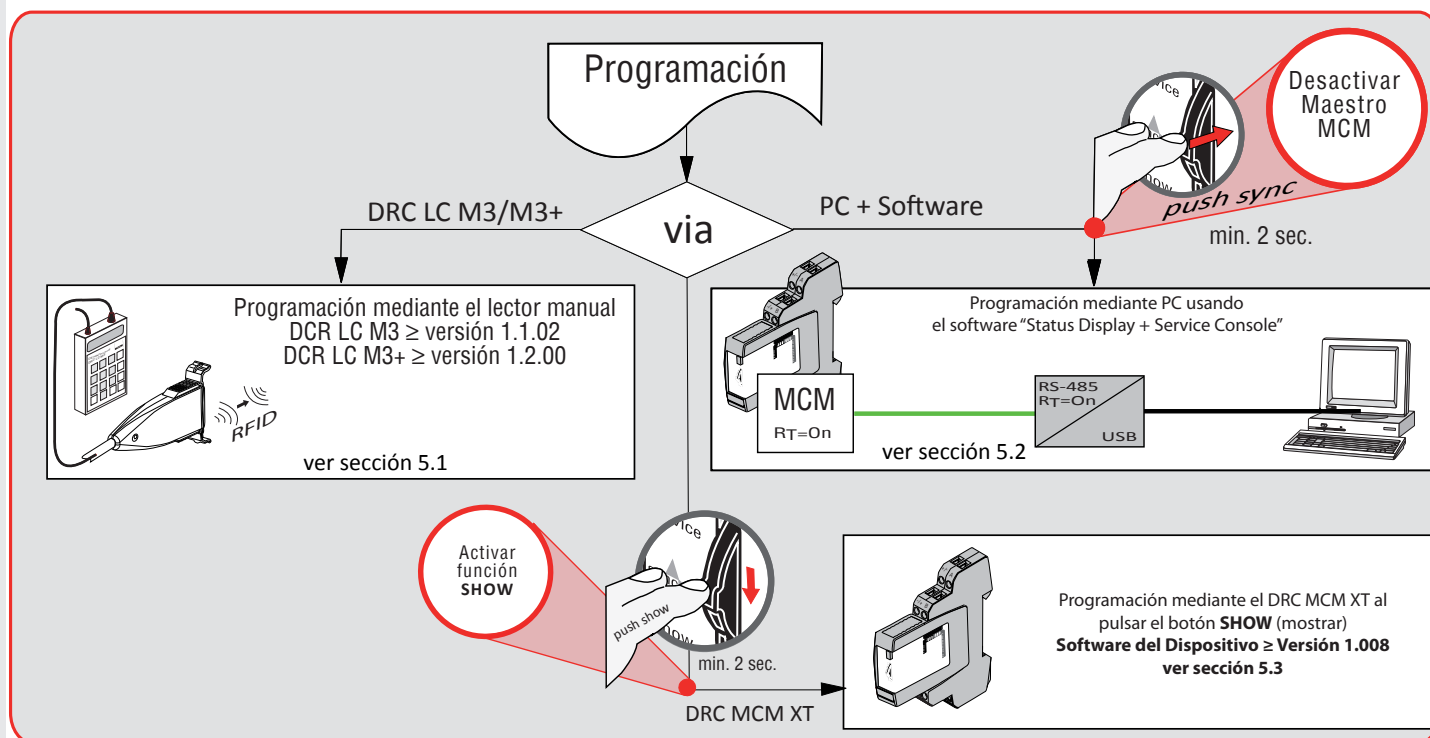 Programación
via
DRC LC M3/M3+
PC + Software
vice
ow
push sync
min. 2 sec.
Desactivar
Maestro
MCM
Programación mediante el lector manual
DCR LC M3 ≥ versión 1.1.02
DCR LC M3+ ≥ versión 1.2.00
RFID
ver sección 5.1
Programación mediante PC usando
el software “Status Display + Service Console”
MCM
RT=On
RS-485
RT=On
USB
ver sección 5.2
Activar
función
SHOW
vice
push show
ow
min. 2 sec.
DRC MCM XT
Programación mediante el DRC MCM XT al
pulsar el botón SHOW (mostrar)
Software del Dispositivo ≥ Versión 1.008
ver sección 5.3